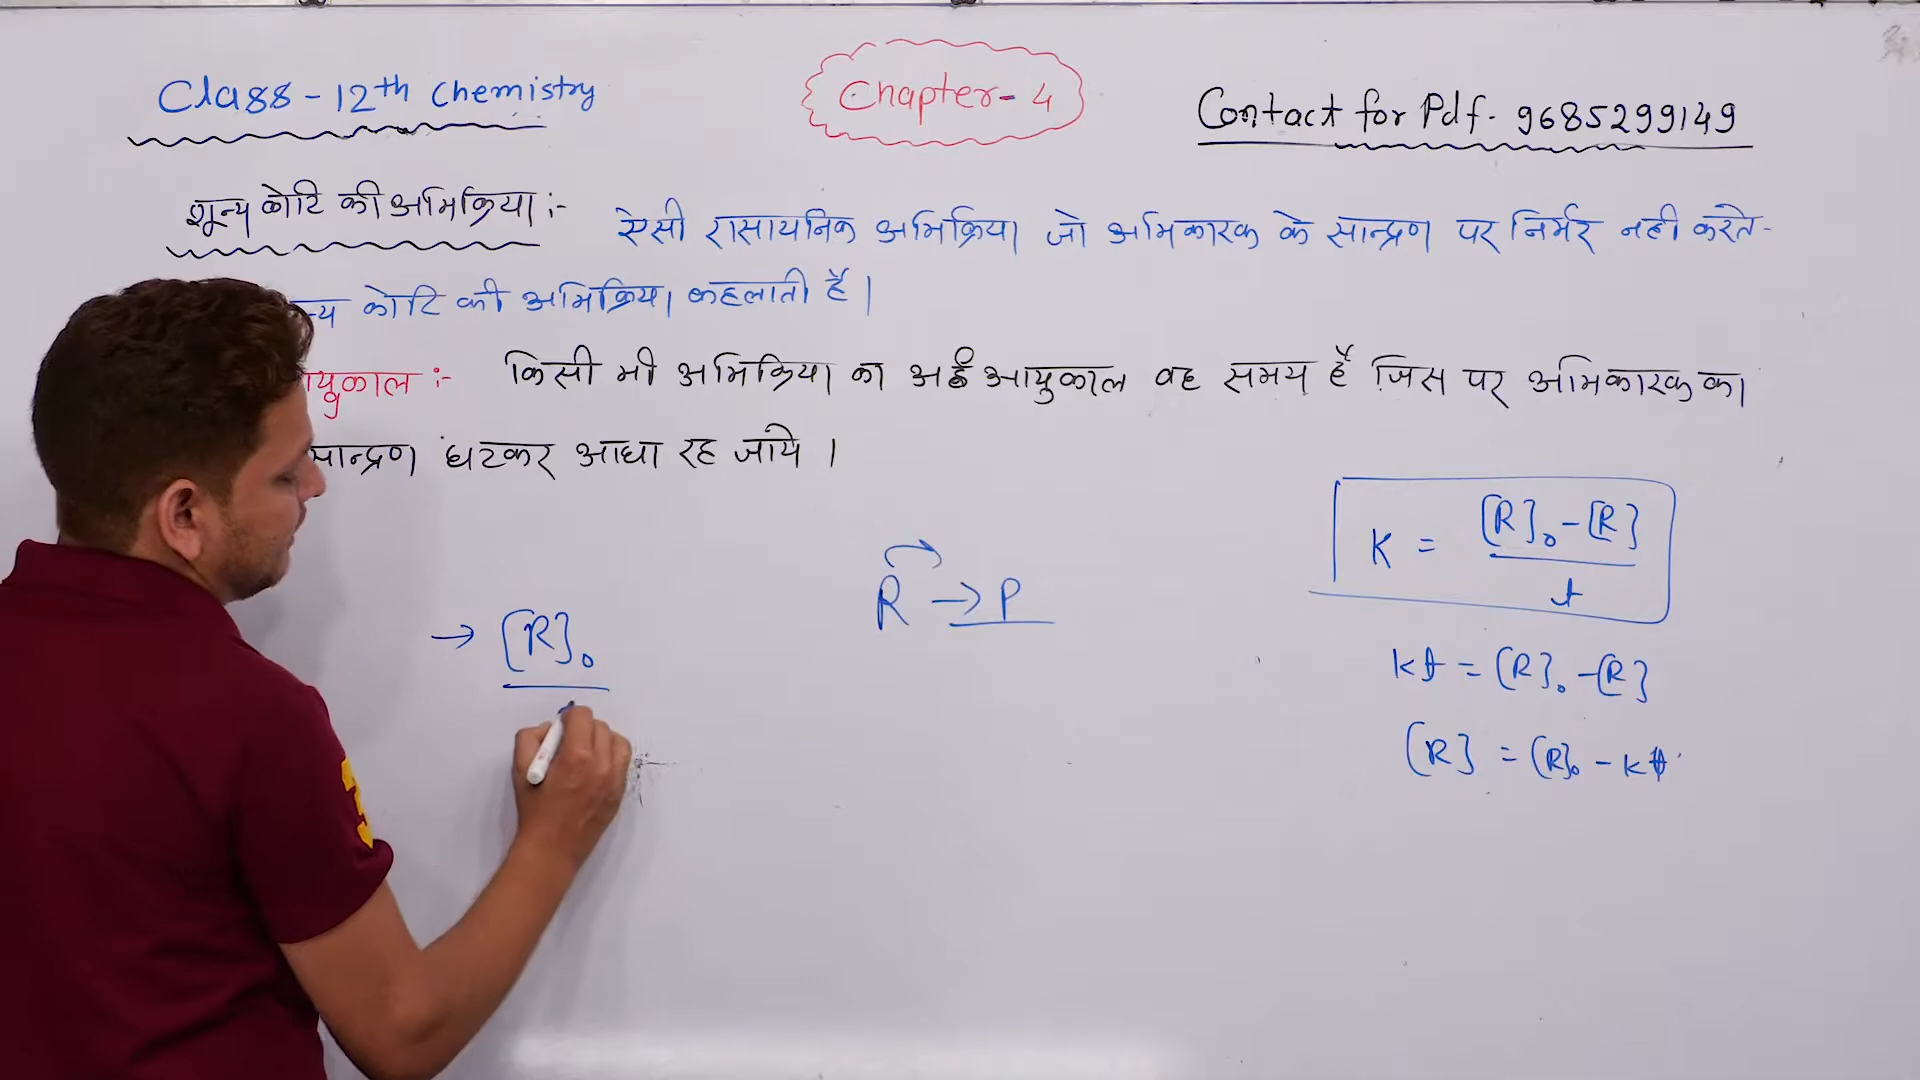 Class-12th Chemistry
Chapter-4
Contact for Pdf. 9685299149
शून्य कोटि की अभिक्रिया :-
ऐसी रासायनिक अभिक्रिया जो अभिकारक के सान्द्रण पर निर्भर नही करते-
न्य कोटि की अभिक्रिया कहलाती है।
युकाल :- किसी भी अभिक्रिया का अर्द्ध आयुकाल वह समय है जिस पर अभिकारक का
सान्द्रण घटकर आधा रह जाये ।
K = [R]₀ - [R] / t
R → P
→ [R]₀
kt = [R]₀ - [R]
[R] = [R]₀ - kt